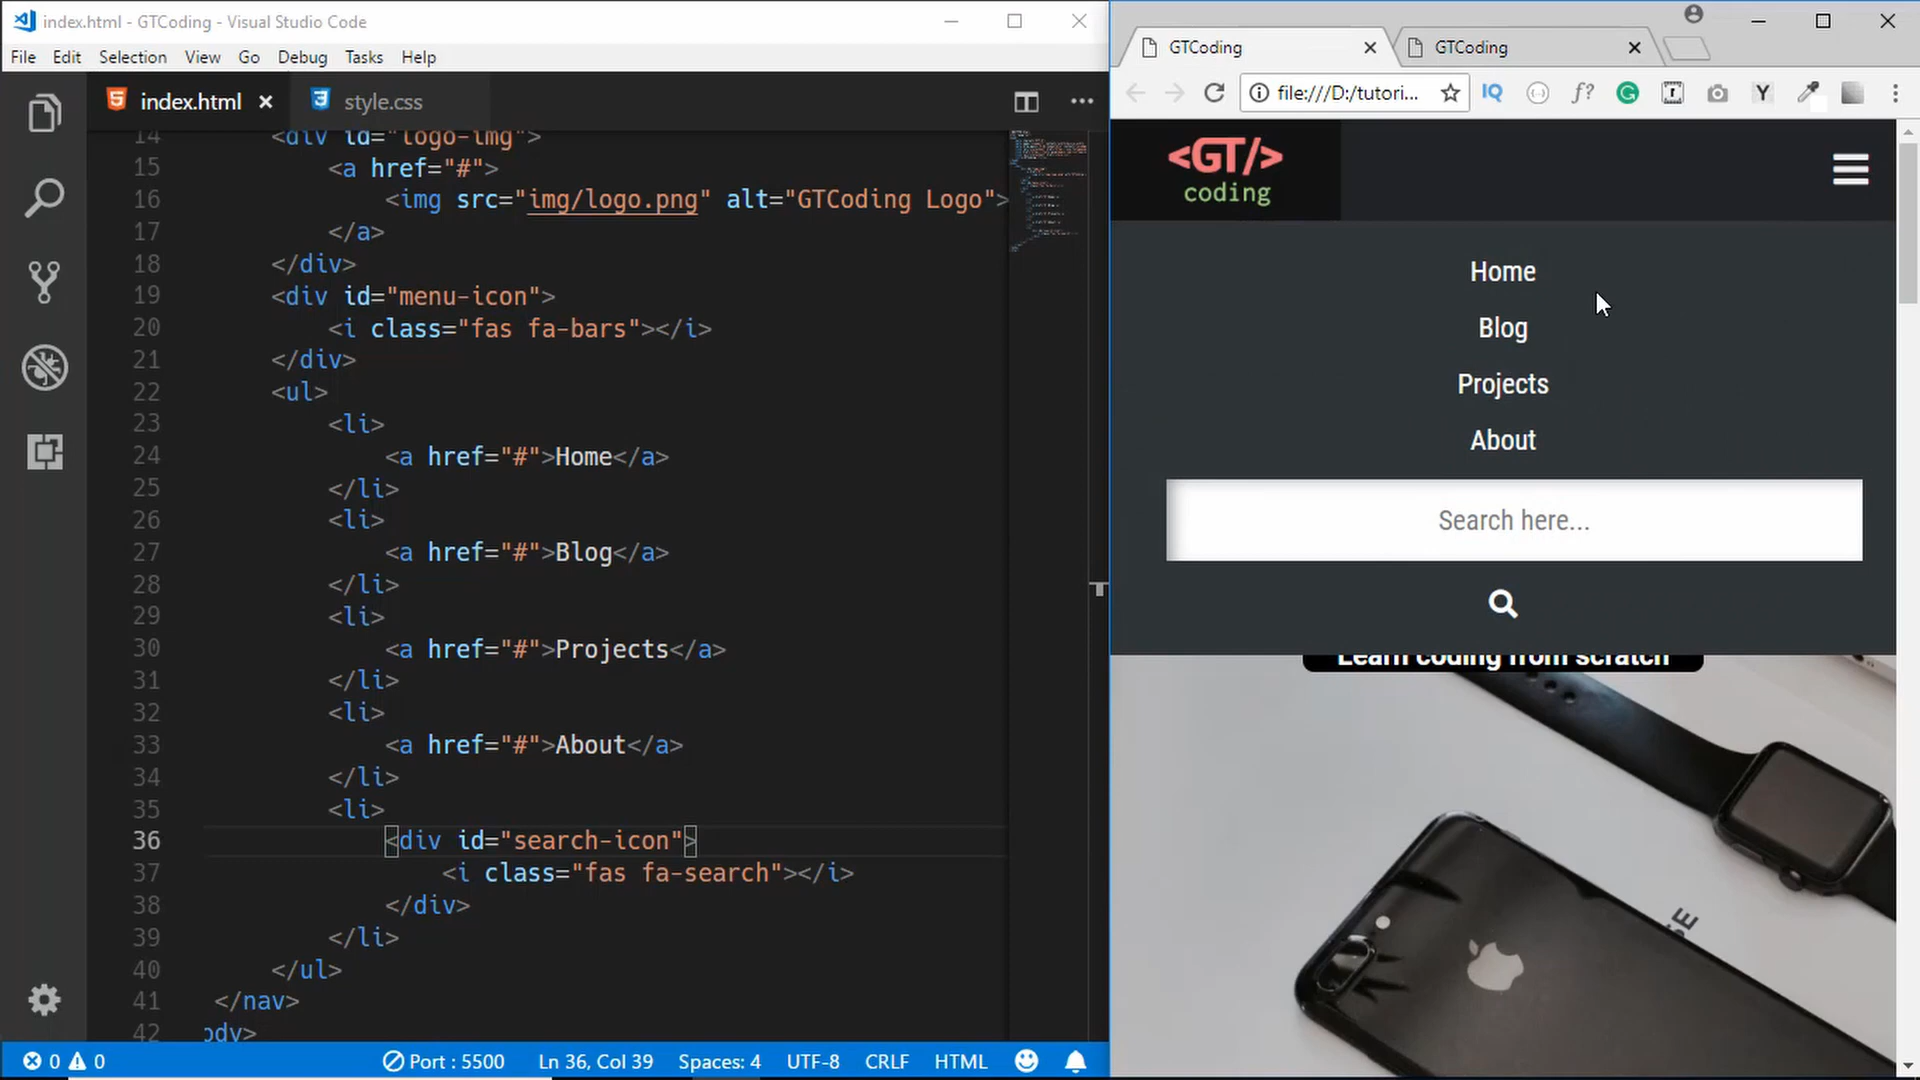 index.html - GTCoding - Visual Studio Code
File Edit Selection View Go Debug Tasks Help
index.html
style.css
14 <div id="logo-img">
15 <a href="#">
16 <img src="img/logo.png" alt="GTCoding Logo">
17 </a>
18 </div>
19 <div id="menu-icon">
20 <i class="fas fa-bars"></i>
21 </div>
22 <ul>
23 <li>
24 <a href="#">Home</a>
25 </li>
26 <li>
27 <a href="#">Blog</a>
28 </li>
29 <li>
30 <a href="#">Projects</a>
31 </li>
32 <li>
33 <a href="#">About</a>
34 </li>
35 <li>
36 <div id="search-icon">
37 <i class="fas fa-search"></i>
38 </div>
39 </li>
40 </ul>
41 </nav>
42 ody>
0 0 Port : 5500 Ln 36, Col 39 Spaces: 4 UTF-8 CRLF HTML
GTCoding
GTCoding
file:///D:/tutori...
IQ
f?
Y
<GT/>
coding
Home
Blog
Projects
About
Search here...
Learn coding from scratch